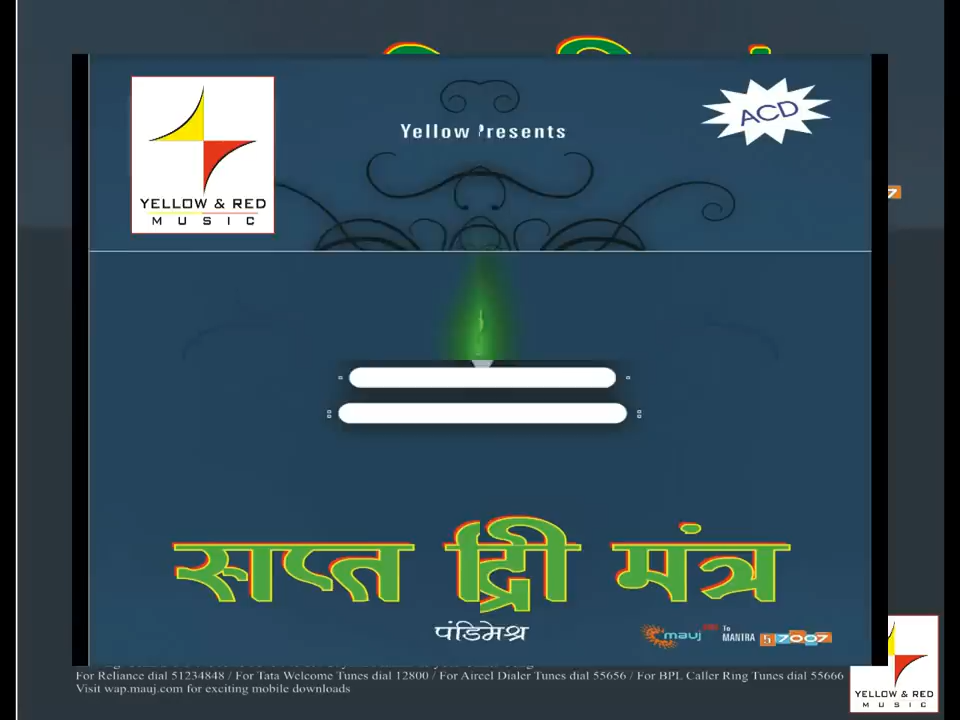 Yellow Presents
ACD
YELLOW & RED
MUSIC
सप्त
मंत्र
mauj
To
MANTRA
57007
For Reliance dial 51234848 / For Tata Welcome Tunes dial 12800 / For Aircel Dialer Tunes dial 55656 / For BPL Caller Ring Tunes dial 55666
Visit wap.mauj.com for exciting mobile downloads
YELLOW & RED
MUSIC